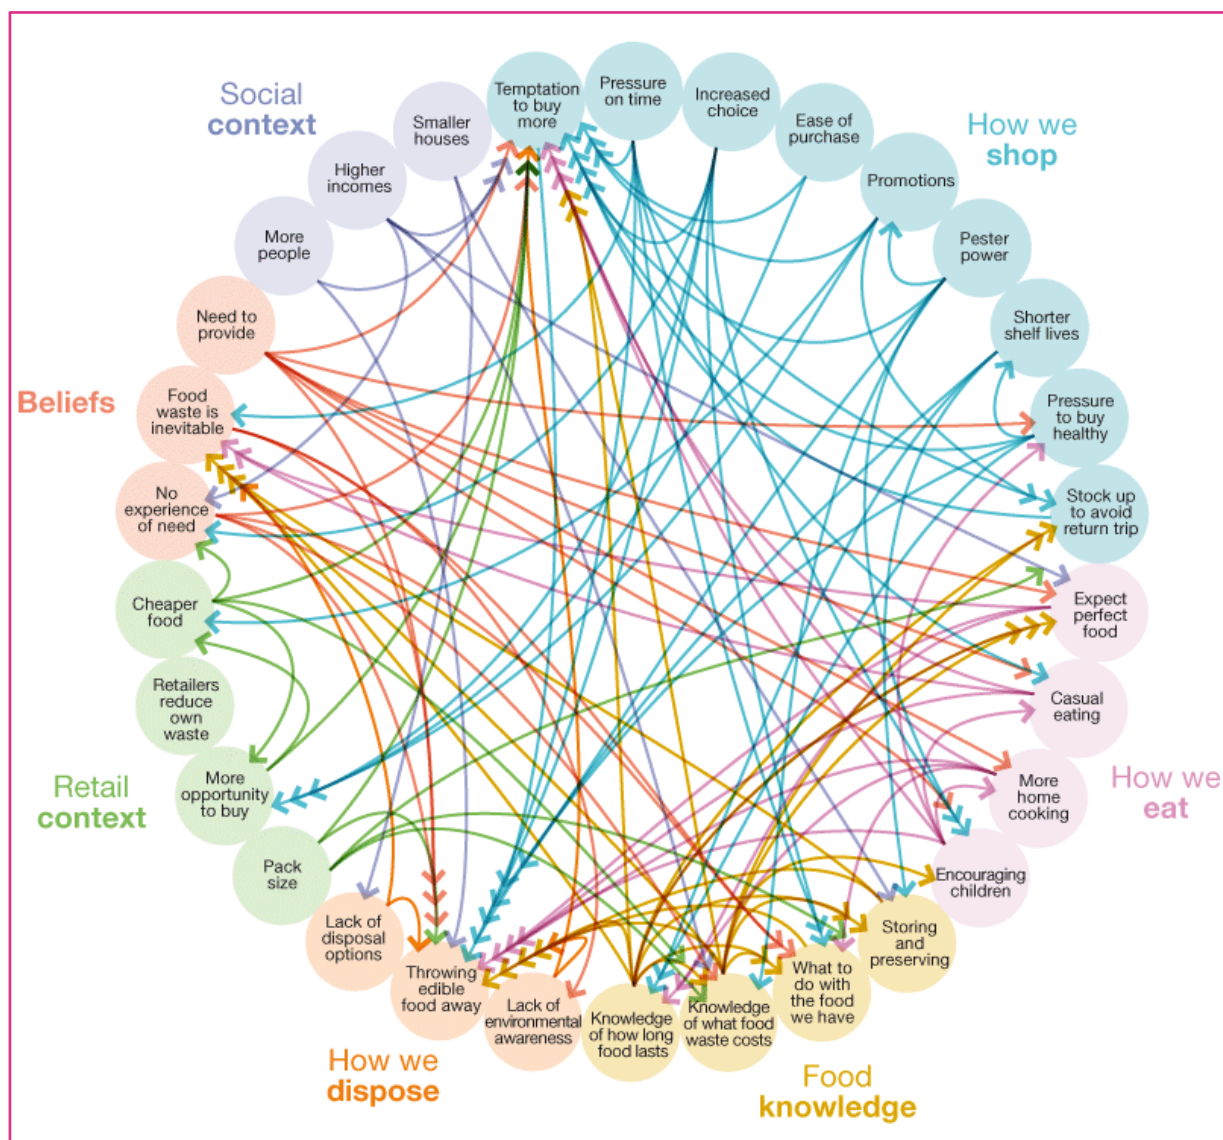 Social
context
Smaller
houses
Higher
incomes
More
people
Temptation
to buy
more
Pressure
on time
Increased
choice
Ease of
purchase
Promotions
Pester
power
Shorter
shelf lives
Pressure
to buy
healthy
Stock up
to avoid
return trip
How we
shop
Expect
perfect
food
Casual
eating
More
home
cooking
Encouraging
children
How we
eat
Storing
and
preserving
What to
do with
the food
we have
Knowledge
of what food
waste costs
Knowledge
of how long
food lasts
Food
knowledge
Lack of
environmental
awareness
Throwing
edible
food away
Lack of
disposal
options
How we
dispose
Pack
size
More
opportunity
to buy
Retailers
reduce
own
waste
Cheaper
food
Retail
context
No
experience
of need
Food
waste is
inevitable
Need to
provide
Beliefs